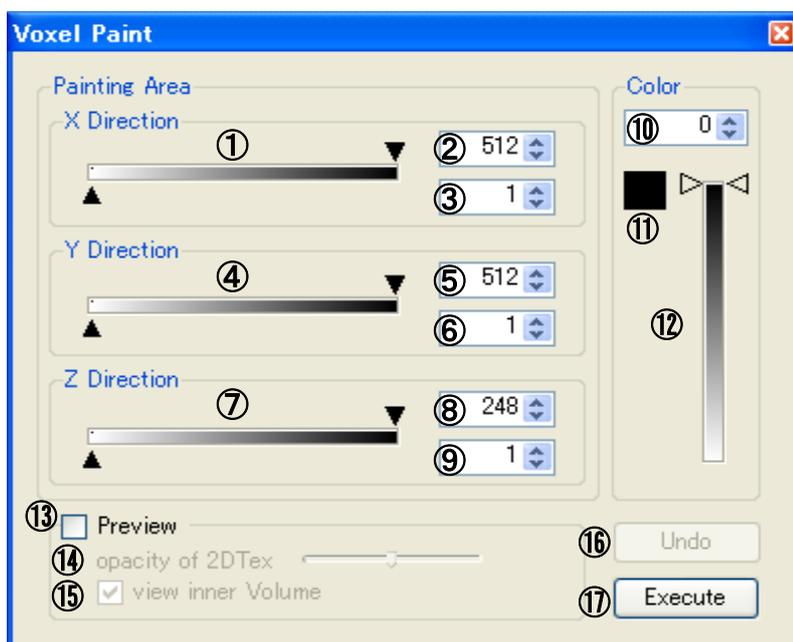 Voxel Paint
Painting Area
X Direction
① ② 512
③ 1
Y Direction
④ ⑤ 512
⑥ 1
Z Direction
⑦ ⑧ 248
⑨ 1
Color
⑩ 0
⑪
⑫
⑬ Preview
⑭ opacity of 2DTex
⑮ view inner Volume
⑯ Undo
⑰ Execute